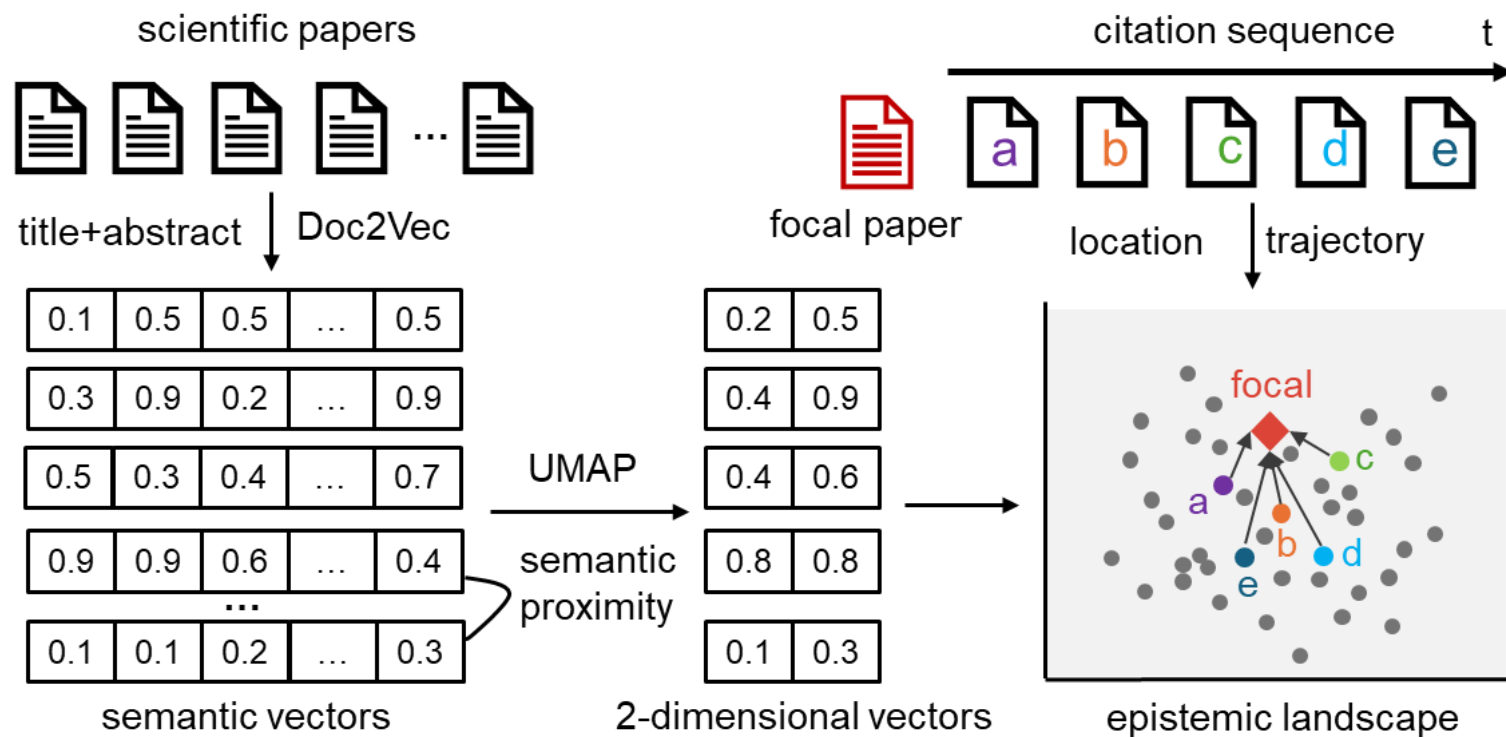 scientific papers
...
title+abstract
Doc2Vec
0.1 0.5 0.5 ... 0.5
0.3 0.9 0.2 ... 0.9
0.5 0.3 0.4 ... 0.7
0.9 0.9 0.6 ... 0.4
...
0.1 0.1 0.2 ... 0.3
semantic vectors
UMAP
semantic
proximity
0.2 0.5
0.4 0.9
0.4 0.6
0.8 0.8
0.1 0.3
2-dimensional vectors
citation sequence
t
focal paper
a
b
c
d
e
location
trajectory
focal
a
b
c
d
e
epistemic landscape